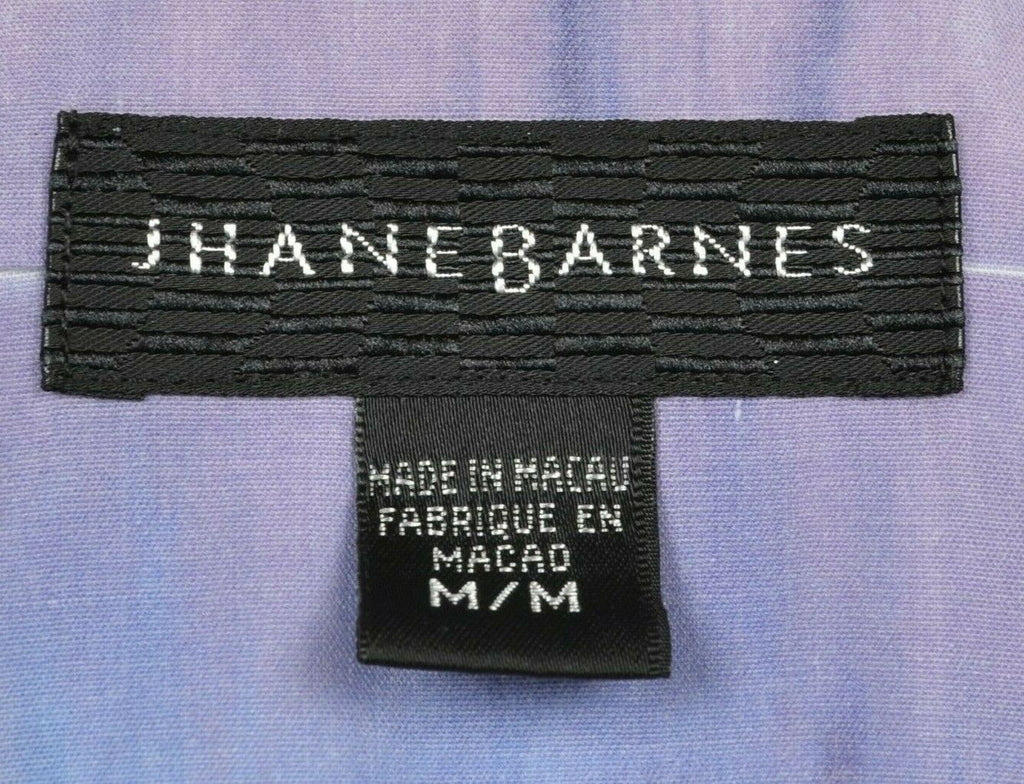 JHANE BARNES
MADE IN MACAU
FABRIQUE EN
MACAO
M/M